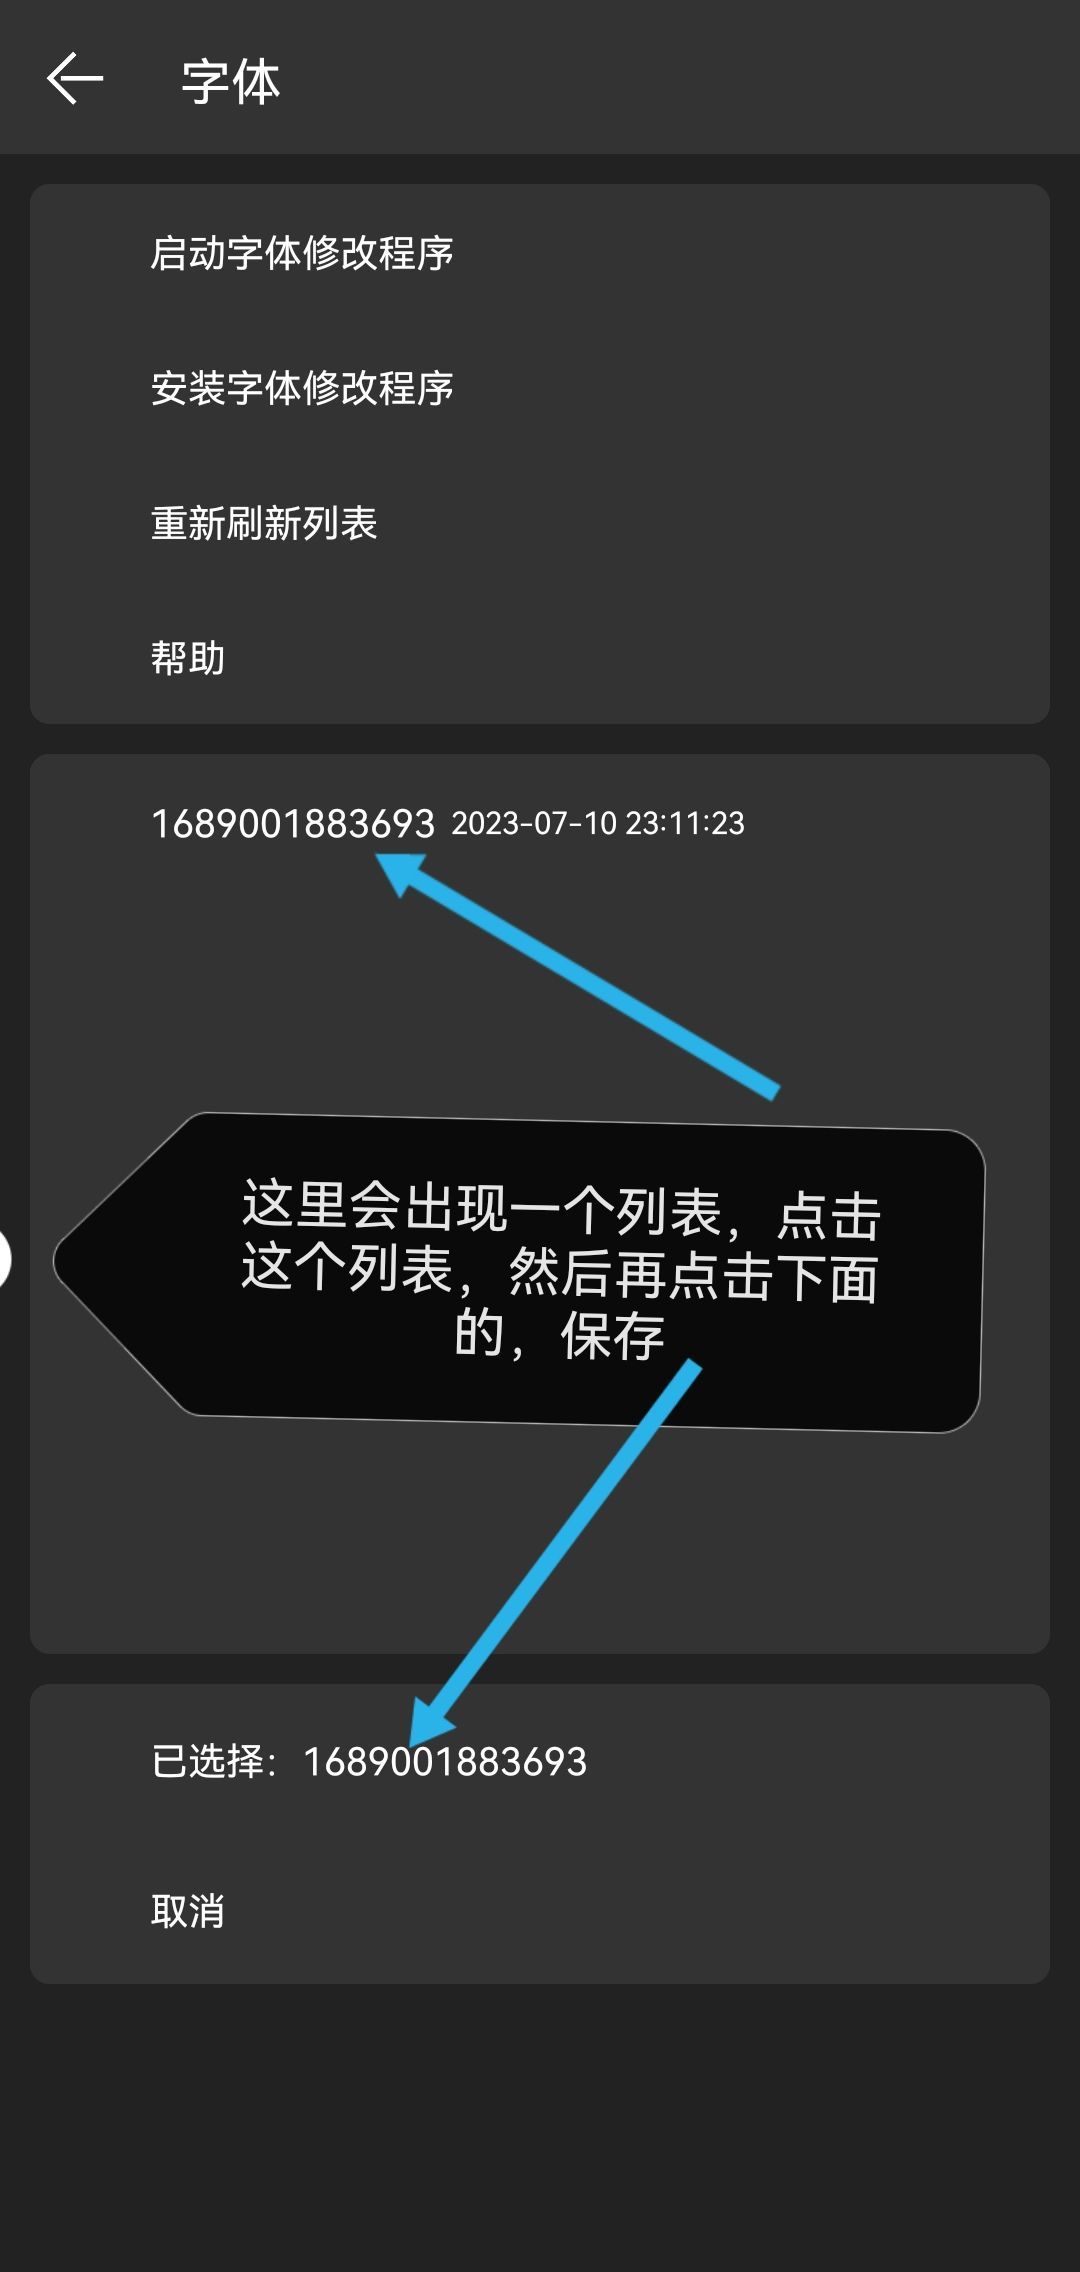 字体
启动字体修改程序
安装字体修改程序
重新刷新列表
帮助
1689001883693 2023-07-10 23:11:23
这里会出现一个列表，点击
这个列表，然后再点击下面
的，保存
已选择：1689001883693
取消